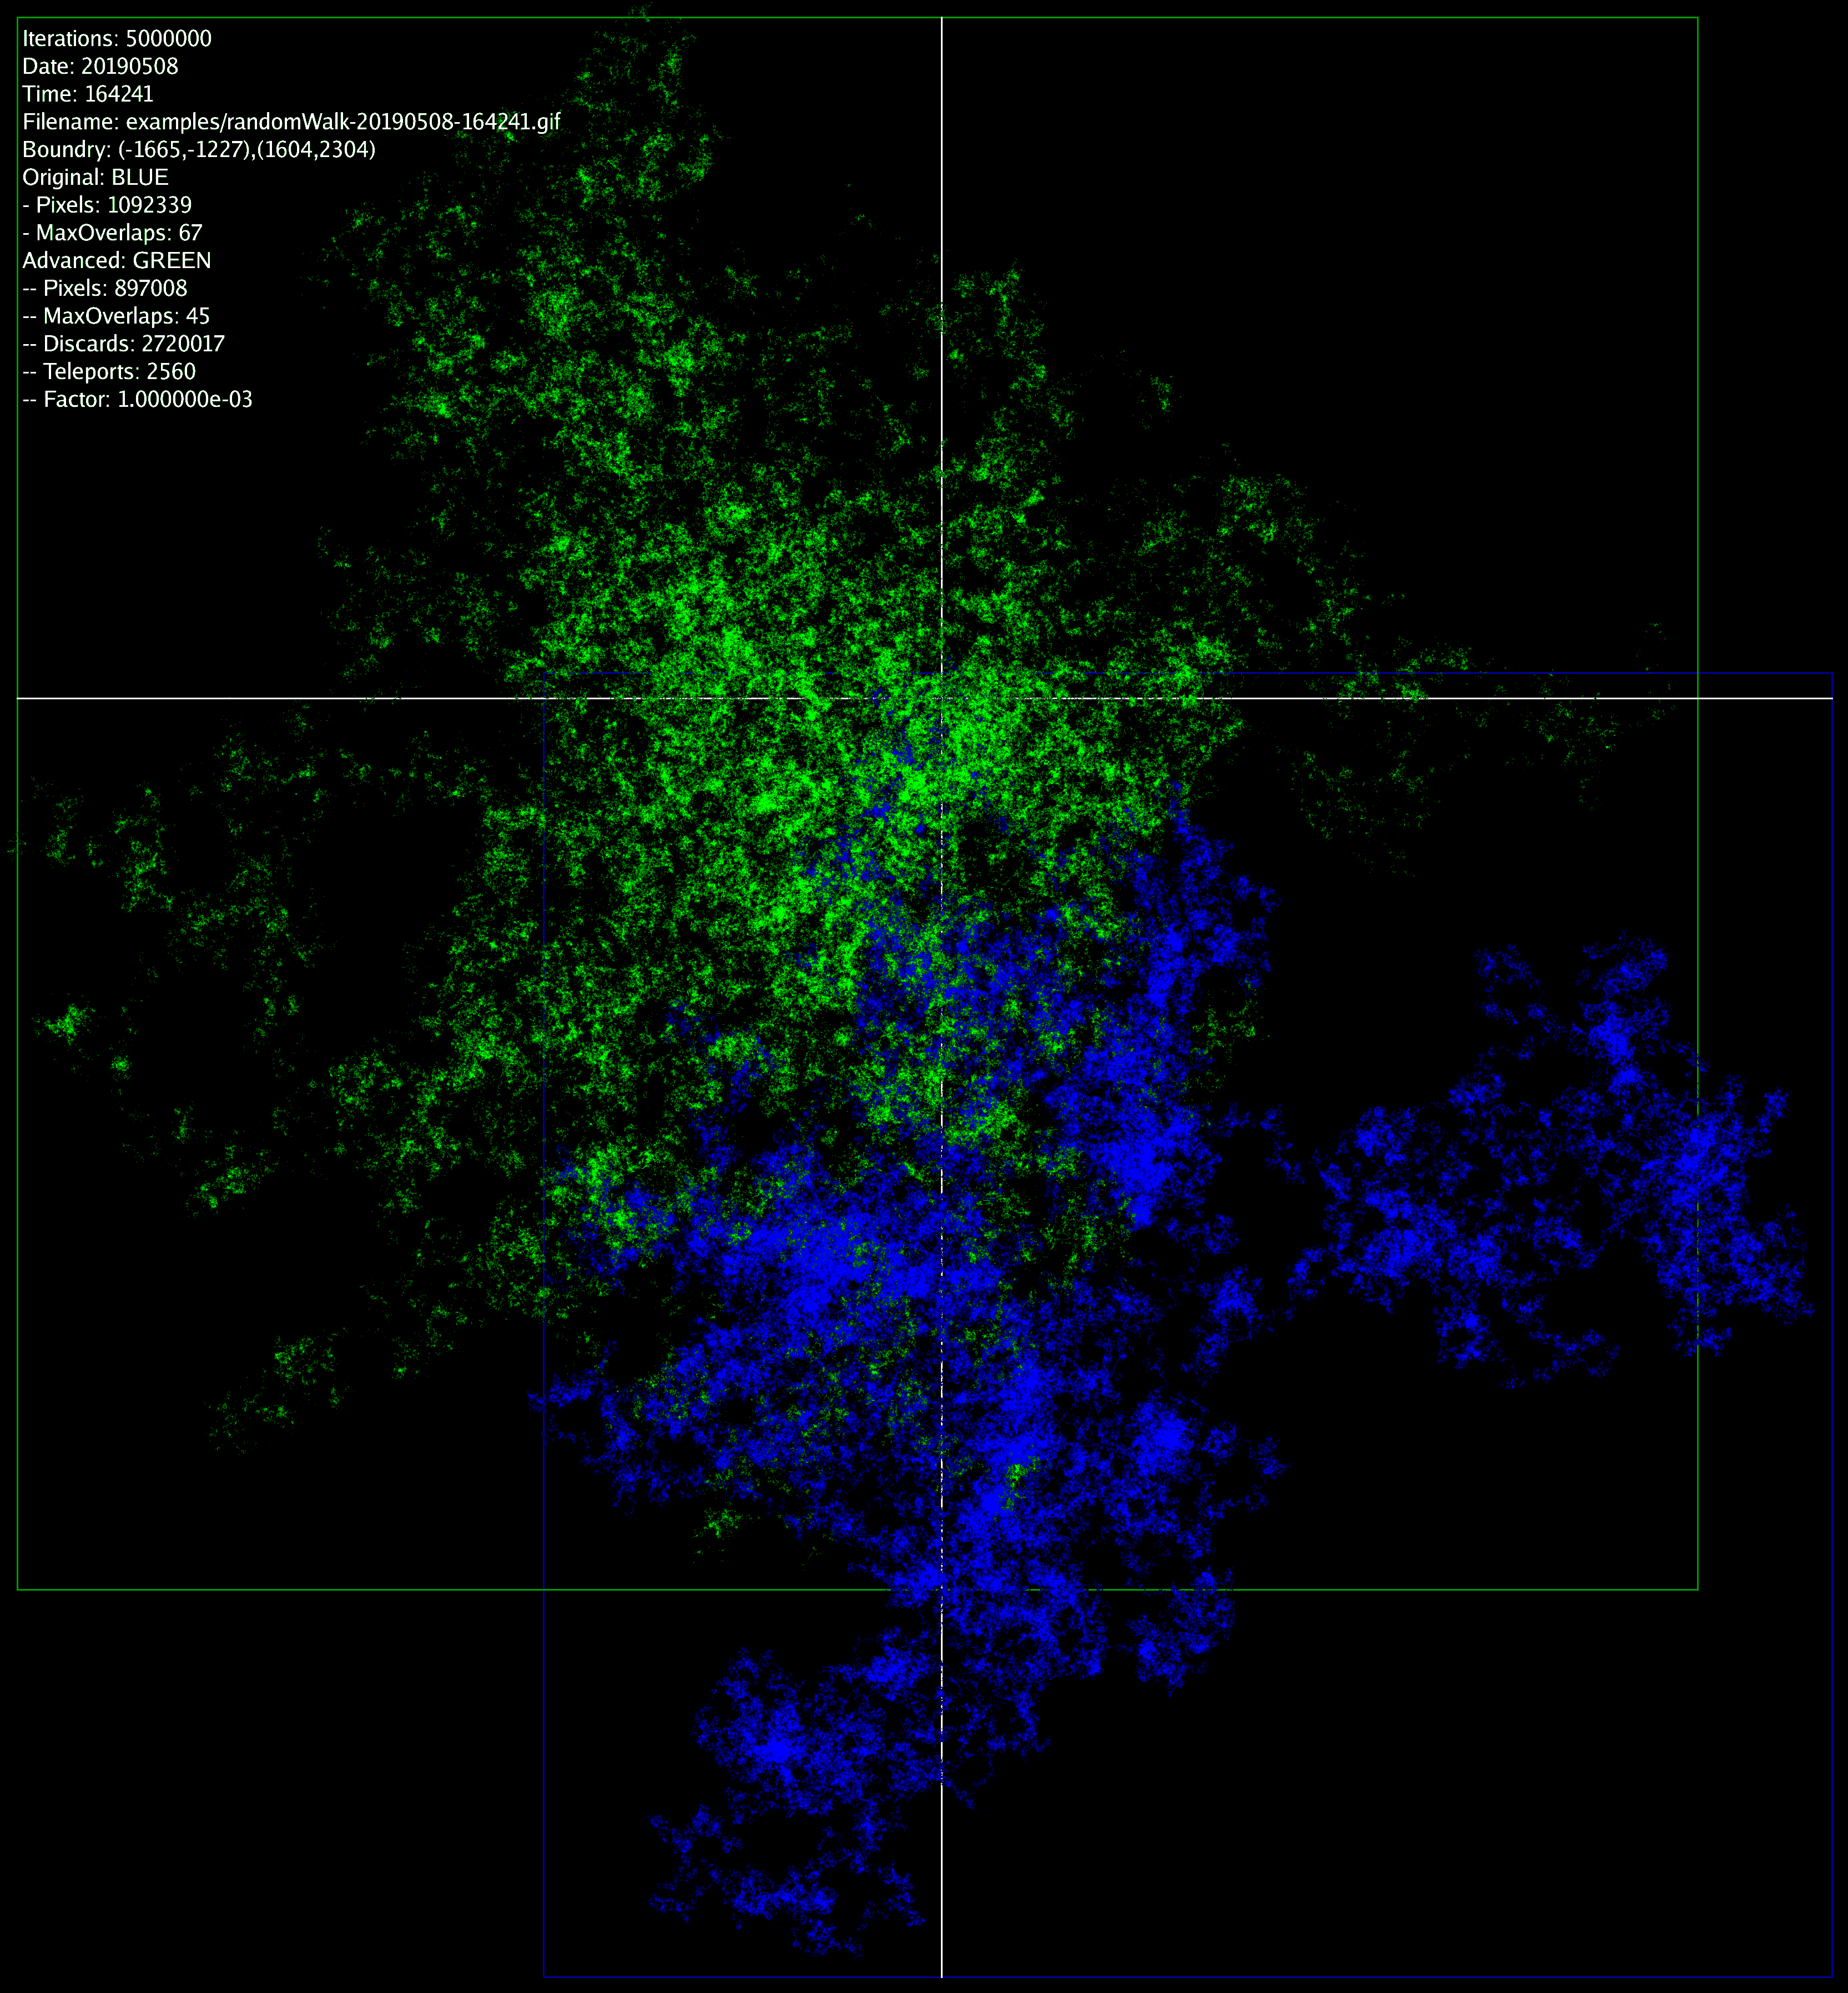 Iterations: 5000000
Date: 20190508
Time: 164241
Filename: examples/randomWalk-20190508-164241.gif
Boundry: (-1665,-1227),(1604,2304)
Original: BLUE
- Pixels: 1092339
- MaxOverlaps: 67
Advanced: GREEN
-- Pixels: 897008
-- MaxOverlaps: 45
-- Discards: 2720017
-- Teleports: 2560
-- Factor: 1.000000e-03